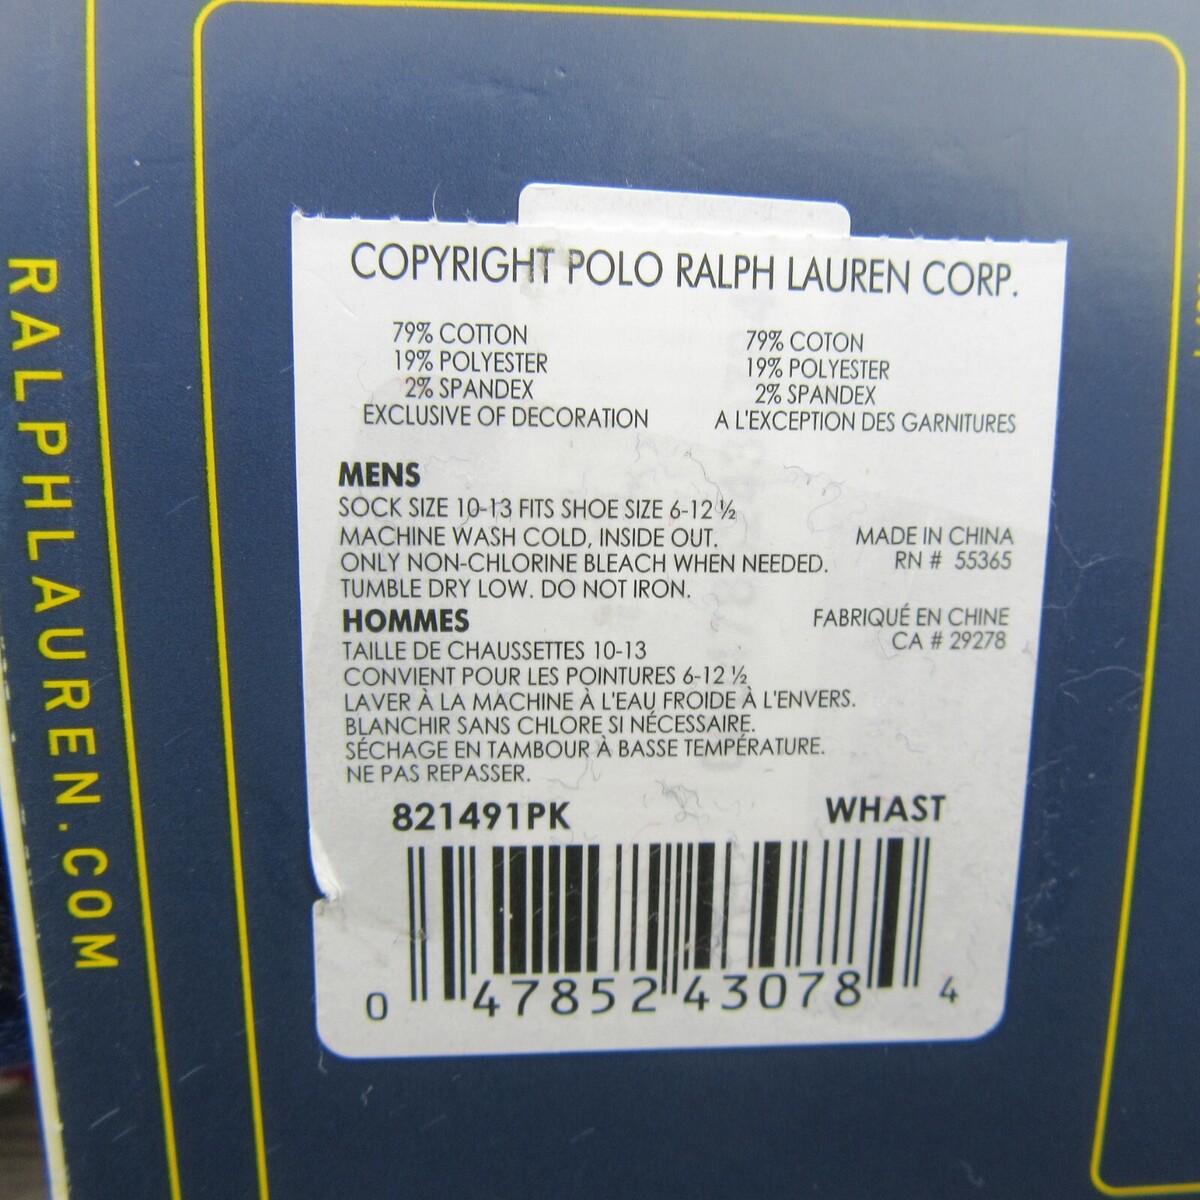 RALPHLAUREN.COM
COPYRIGHT POLO RALPH LAUREN CORP.
79% COTTON
19% POLYESTER
2% SPANDEX
EXCLUSIVE OF DECORATION
79% COTON
19% POLYESTER
2% SPANDEX
A L'EXCEPTION DES GARNITURES
MENS
SOCK SIZE 10-13 FITS SHOE SIZE 6-12 ½
MACHINE WASH COLD, INSIDE OUT.
ONLY NON-CHLORINE BLEACH WHEN NEEDED.
TUMBLE DRY LOW. DO NOT IRON.
MADE IN CHINA
RN # 55365
HOMMES
TAILLE DE CHAUSSETTES 10-13
CONVIENT POUR LES POINTURES 6-12 ½
LAVER À LA MACHINE À L'EAU FROIDE À L'ENVERS.
BLANCHIR SANS CHLORE SI NÉCESSAIRE.
SÉCHAGE EN TAMBOUR À BASSE TEMPÉRATURE.
NE PAS REPASSER.
FABRIQUÉ EN CHINE
CA # 29278
821491PK WHAST
0 47852 43078 4